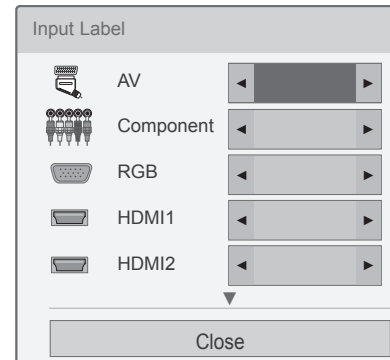 Input Label
AV
Component
RGB
HDMI1
HDMI2
Close